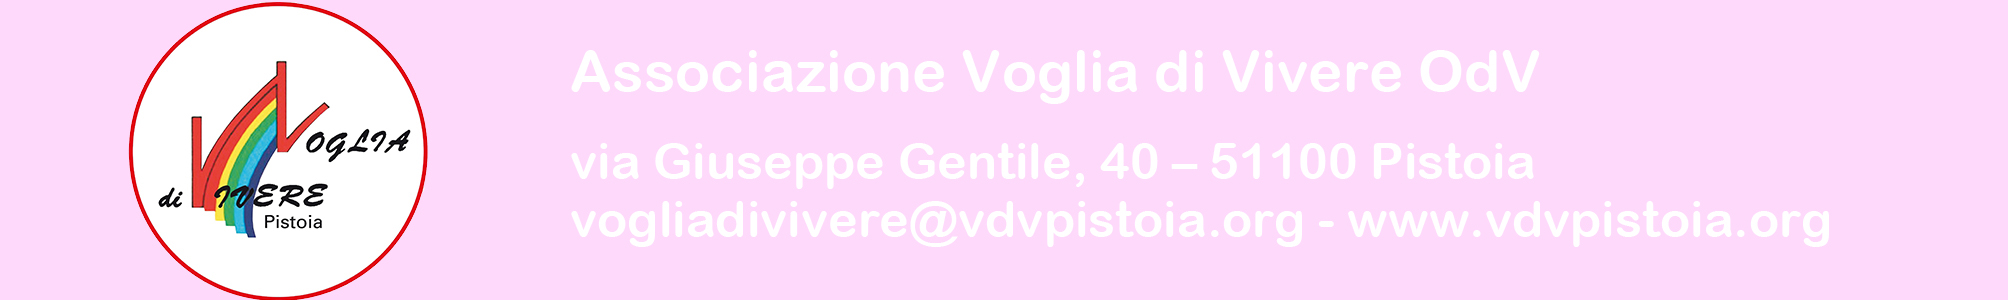 VOGLIA
di VIVERE
Pistoia
Associazione Voglia di Vivere OdV
via Giuseppe Gentile, 40 – 51100 Pistoia
vogliadivivere@vdvpistoia.org - www.vdvpistoia.org